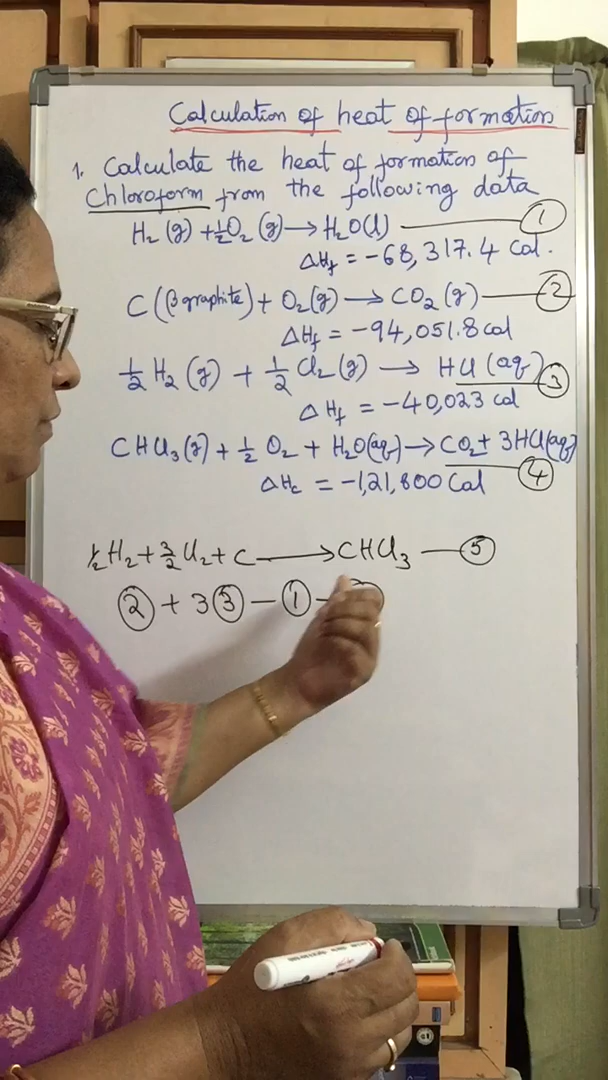 Calculation of heat of formation
1. Calculate the heat of formation of
Chloroform from the following data
H₂(g) + ½O₂(g) → H₂O(l) — ①
ΔHf = -68,317.4 Cal.
C(β graphite) + O₂(g) → CO₂(g) — ②
ΔHf = -94,051.8 cal
½ H₂(g) + ½ Cl₂(g) → HCl(aq) — ③
ΔHf = -40,023 cal
CHCl₃(g) + ½ O₂ + H₂O(aq) → CO₂ + 3HCl(aq) — ④
ΔHc = -1,21,800 Cal
½H₂ + 3/2 Cl₂ + C → CHCl₃ — ⑤
② + 3③ - ① -